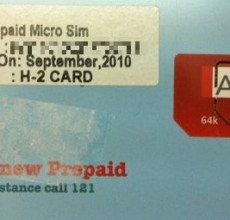 paid Micro Sim
On: September,2010
: H-2 CARD
A
64k
new Prepaid
stance call 121